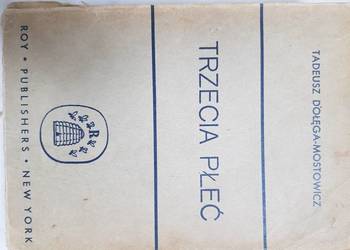 TADEUSZ DOŁĘGA-MOSTOWICZ
TRZECIA PŁEĆ
R
ROY • PUBLISHERS • NEW YORK